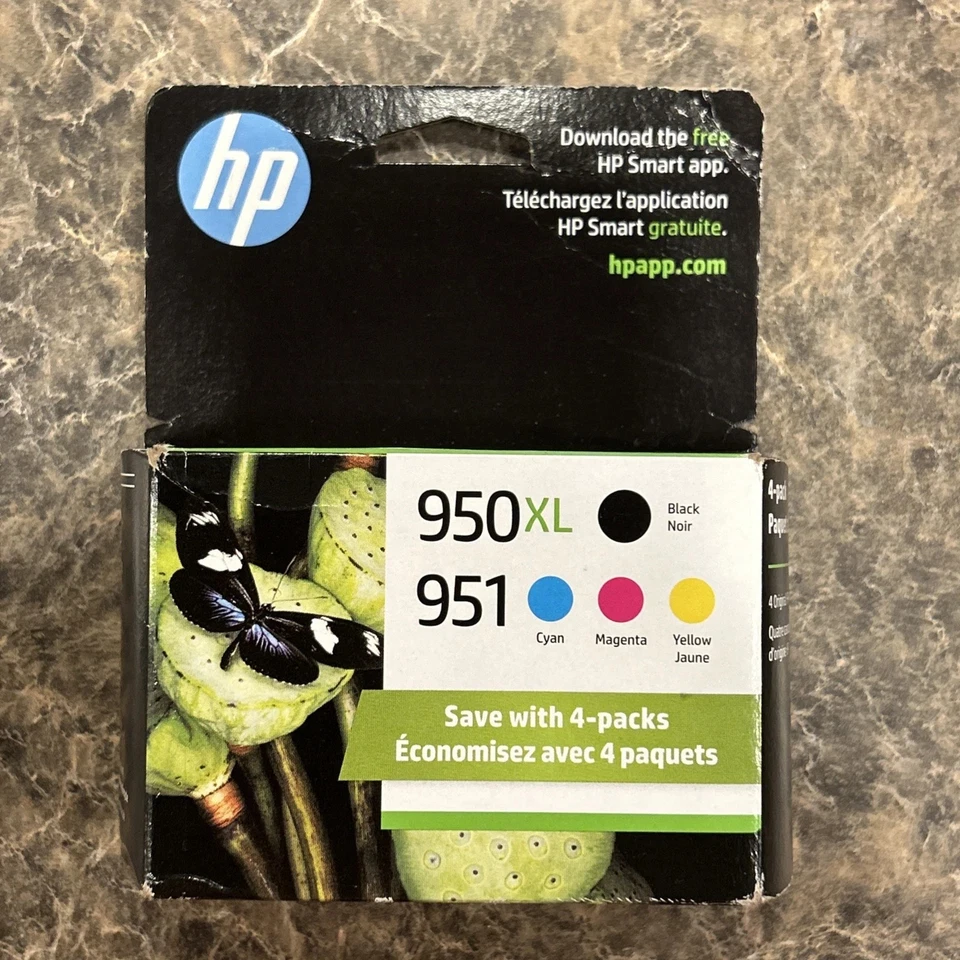 hp
Download the free
HP Smart app.
Téléchargez l'application
HP Smart gratuite.
hpapp.com
950XL
Black
Noir
951
Cyan
Magenta
Yellow
Jaune
Save with 4-packs
Économisez avec 4 paquets